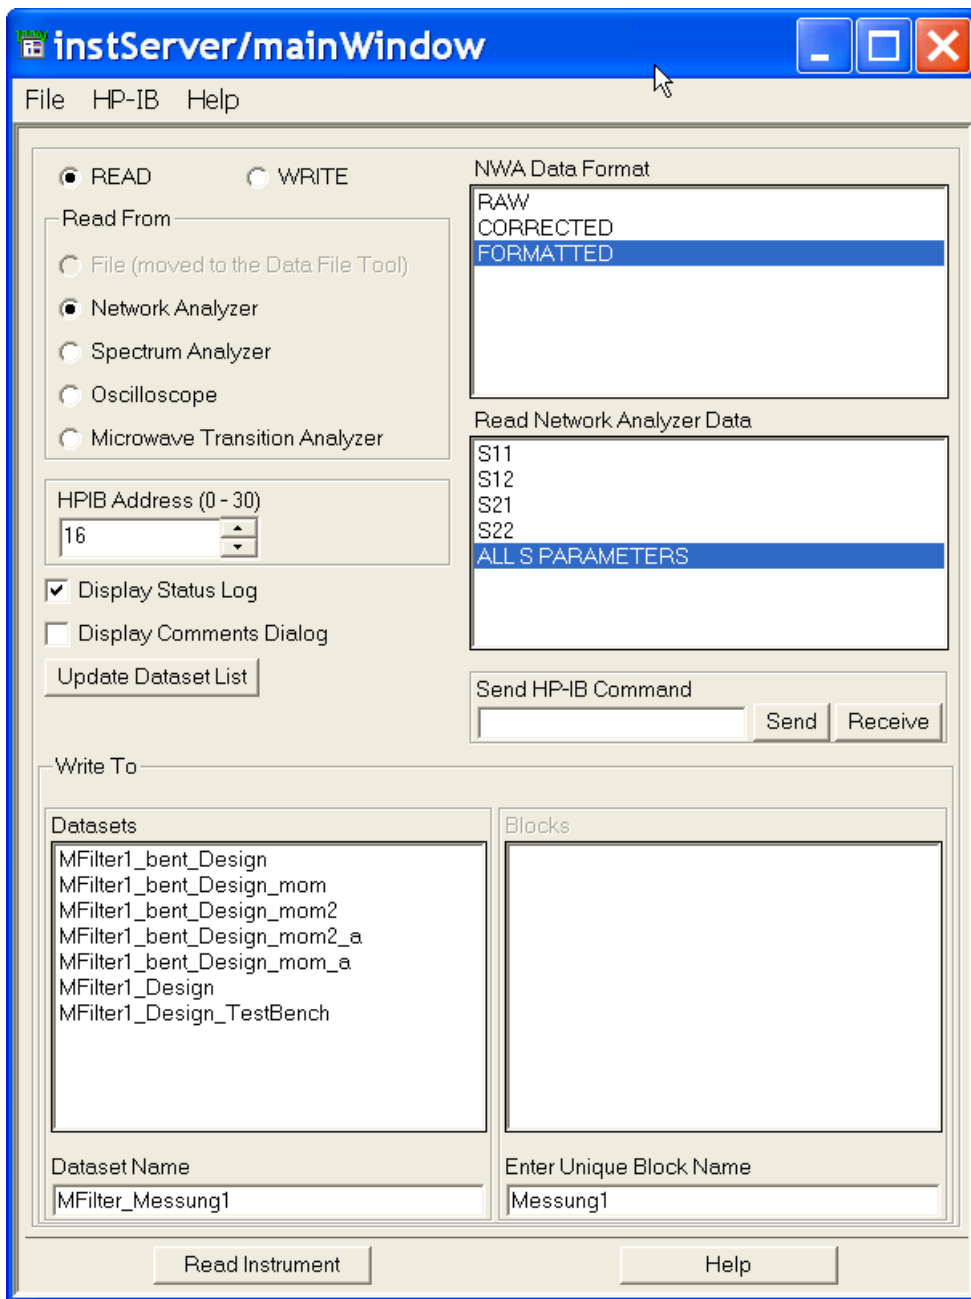 instServer/mainWindow
File HP-IB Help
READ WRITE
Read From
File (moved to the Data File Tool)
Network Analyzer
Spectrum Analyzer
Oscilloscope
Microwave Transition Analyzer
HPIB Address (0 - 30)
16
Display Status Log
Display Comments Dialog
Update Dataset List
NWA Data Format
RAW
CORRECTED
FORMATTED
Read Network Analyzer Data
S11
S12
S21
S22
ALL S PARAMETERS
Send HP-IB Command
Send Receive
Write To
Datasets
MFilter1_bent_Design
MFilter1_bent_Design_mom
MFilter1_bent_Design_mom2
MFilter1_bent_Design_mom2_a
MFilter1_bent_Design_mom_a
MFilter1_Design
MFilter1_Design_TestBench
Dataset Name
MFilter_Messung1
Blocks
Enter Unique Block Name
Messung1
Read Instrument Help